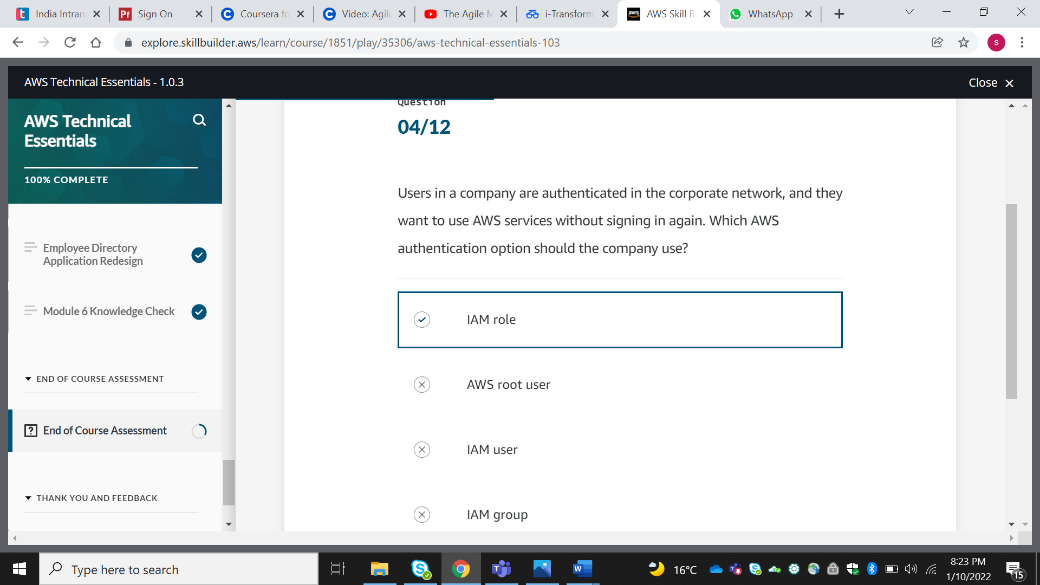 India Intran
Sign On
Coursera fo
Video: Agil
The Agile M
i-Transform
AWS Skill B
WhatsApp
explore.skillbuilder.aws/learn/course/1851/play/35306/aws-technical-essentials-103
S
AWS Technical Essentials - 1.0.3
Close
AWS Technical
Essentials
100% COMPLETE
Employee Directory
Application Redesign
Module 6 Knowledge Check
END OF COURSE ASSESSMENT
End of Course Assessment
THANK YOU AND FEEDBACK
Question
04/12
Users in a company are authenticated in the corporate network, and they
want to use AWS services without signing in again. Which AWS
authentication option should the company use?
IAM role
AWS root user
IAM user
IAM group
Type here to search
16°C
8:23 PM
1/10/2022
15